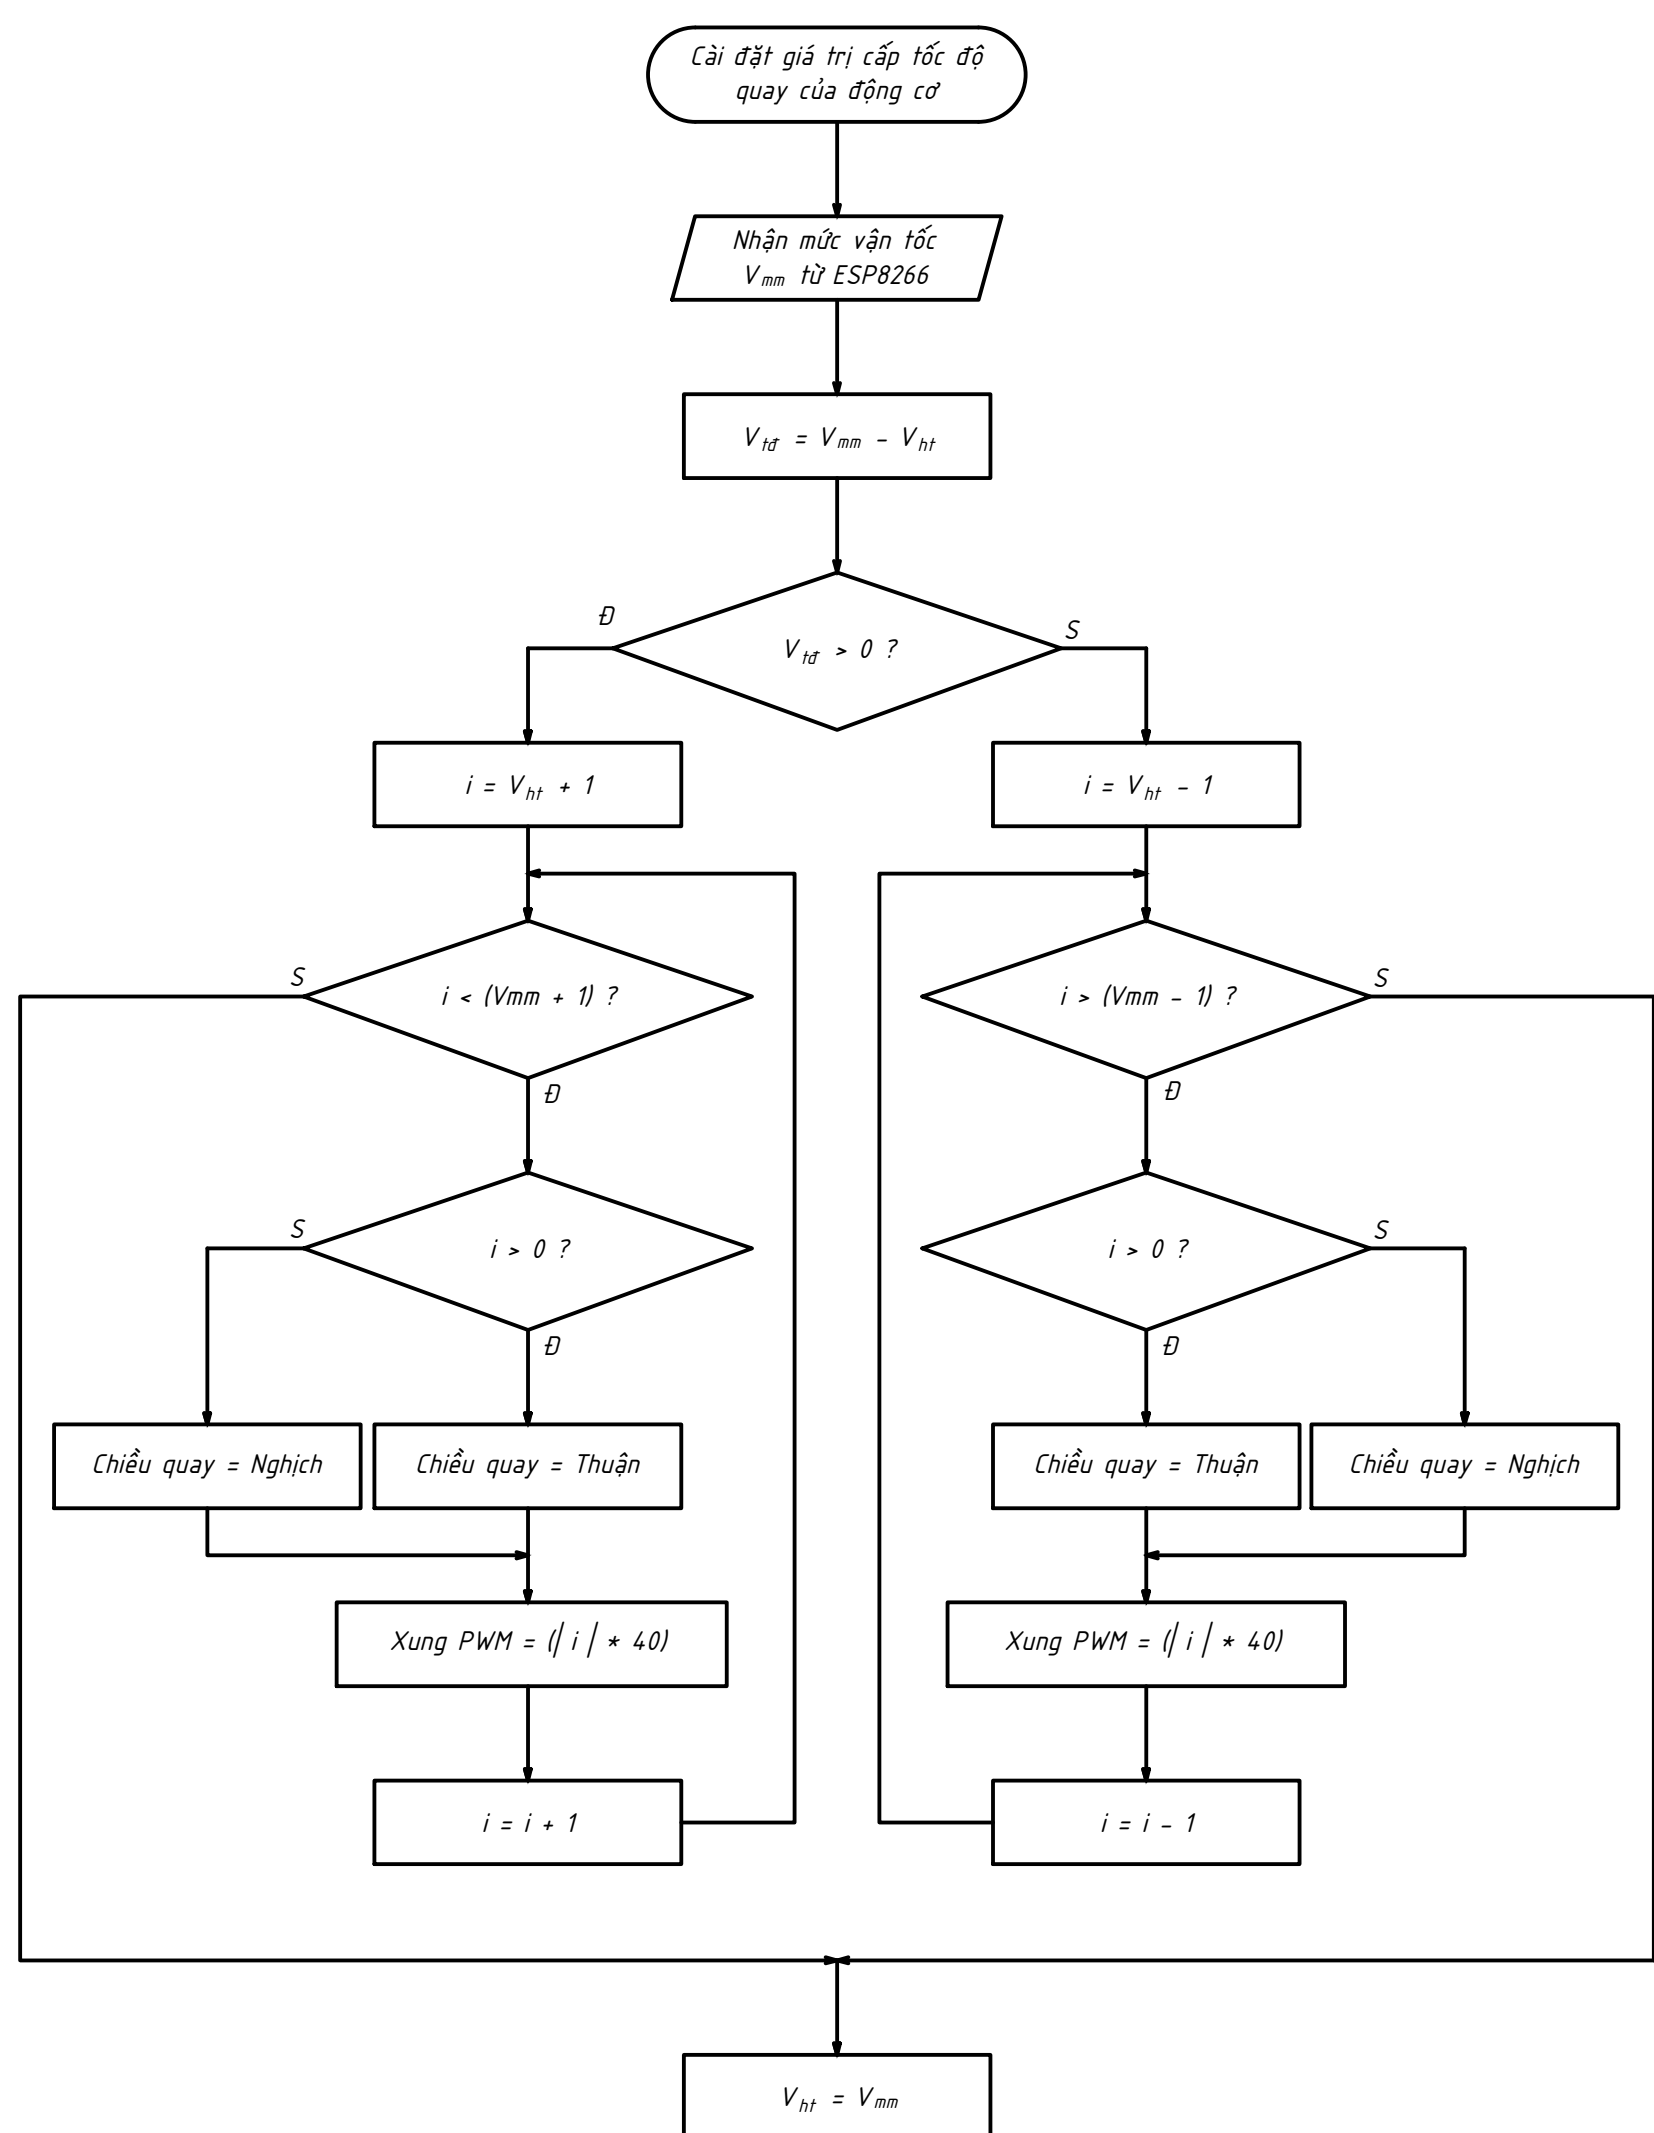 Cài đặt giá trị cấp tốc độ
quay của động cơ
Nhận mức vận tốc
Vmm từ ESP8266
Vtđ = Vmm - Vht
Đ
S
Vtđ > 0 ?
i = Vht + 1
i = Vht - 1
S
i < (Vmm + 1) ?
i > (Vmm - 1) ?
S
Đ
Đ
S
i > 0 ?
i > 0 ?
S
Đ
Đ
Chiều quay = Nghịch
Chiều quay = Thuận
Chiều quay = Thuận
Chiều quay = Nghịch
Xung PWM = (| i | * 40)
Xung PWM = (| i | * 40)
i = i + 1
i = i - 1
Vht = Vmm